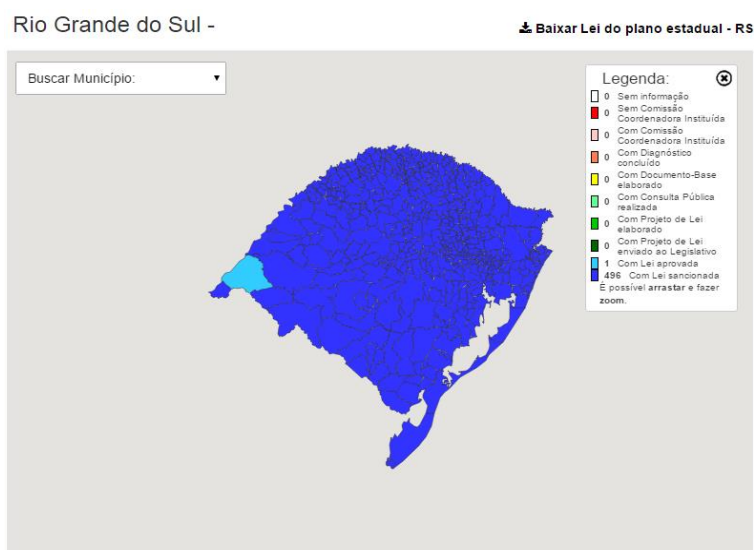 Rio Grande do Sul -
Baixar Lei do plano estadual - RS
Buscar Município:
Legenda:
0 Sem informação
0 Sem Comissão
Coordenadora Instituída
0 Com Comissão
Coordenadora Instituída
0 Com Diagnóstico
concluído
0 Com Documento-Base
elaborado
0 Com Consulta Pública
realizada
0 Com Projeto de Lei
elaborado
0 Com Projeto de Lei
enviado ao Legislativo
1 Com Lei aprovada
496 Com Lei sancionada
É possível arrastar e fazer
zoom.